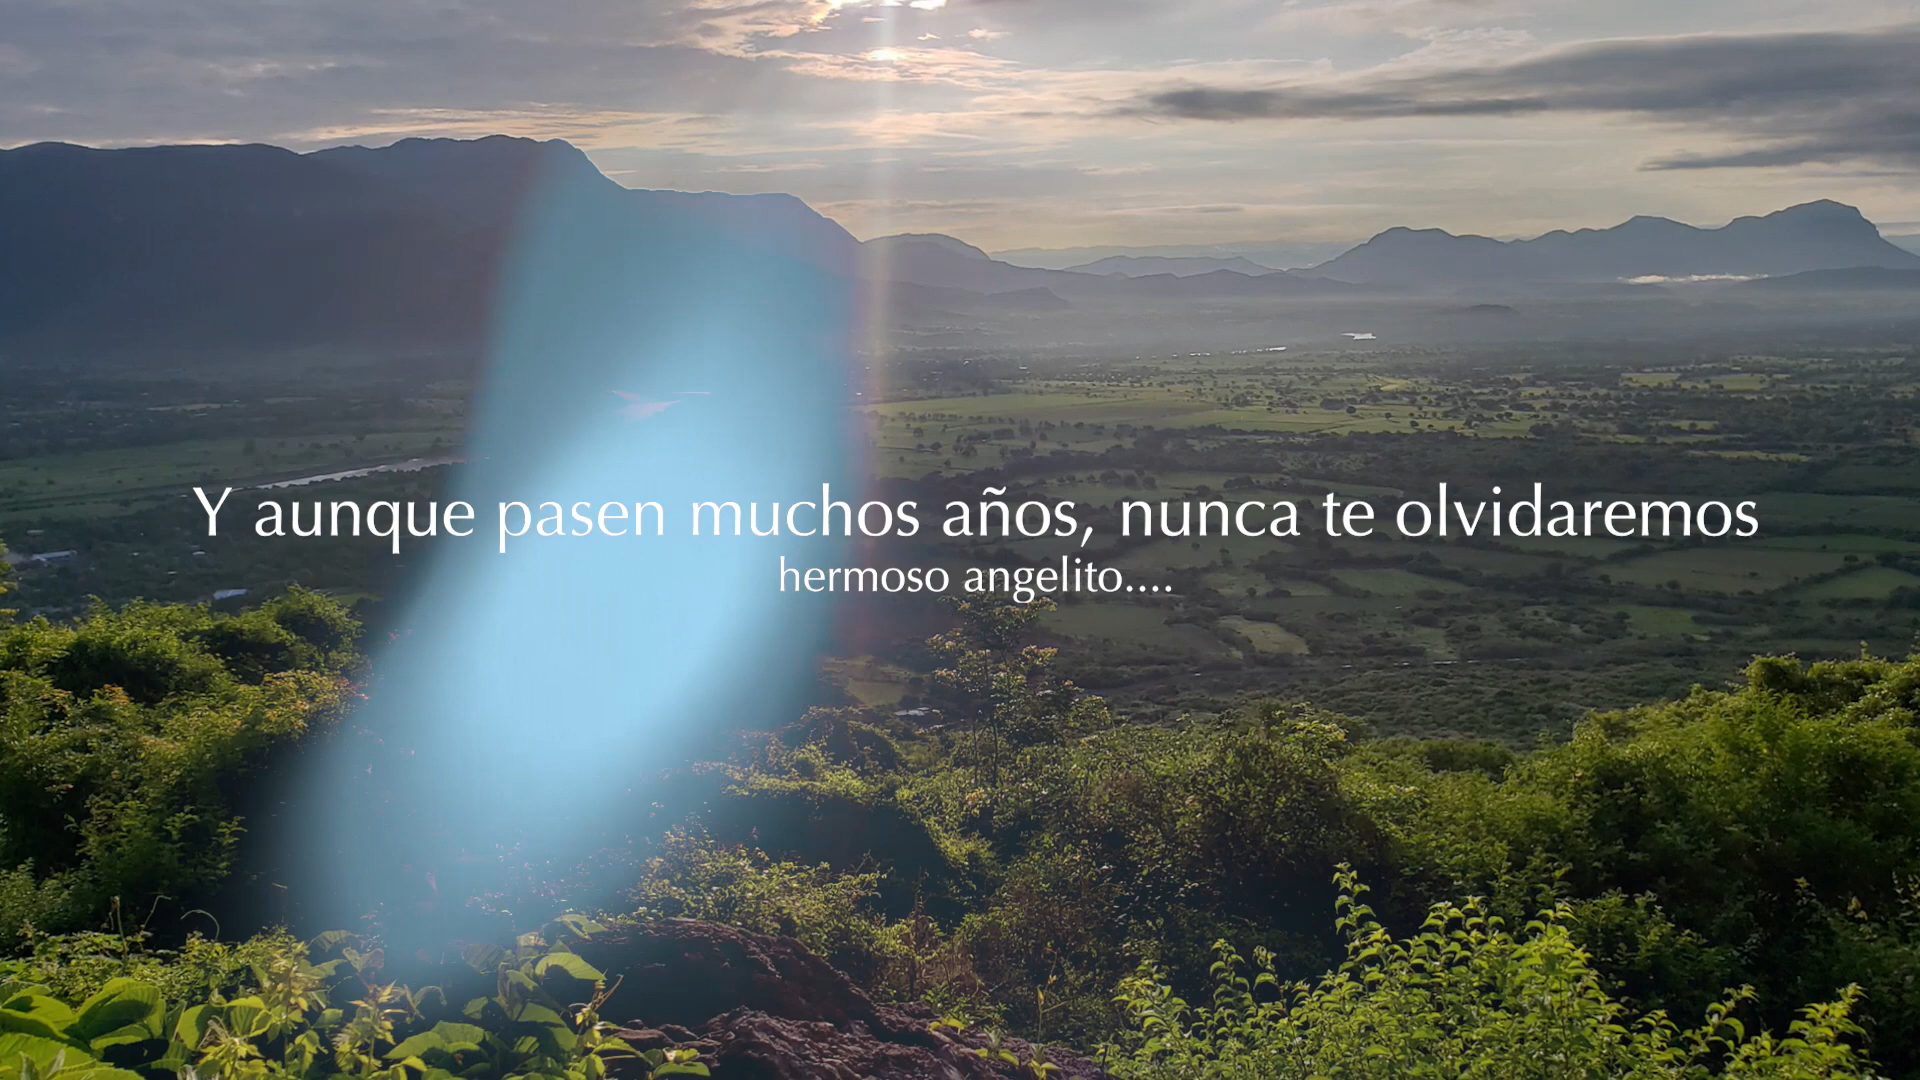 Y aunque pasen muchos años, nunca te olvidaremos
hermoso angelito....